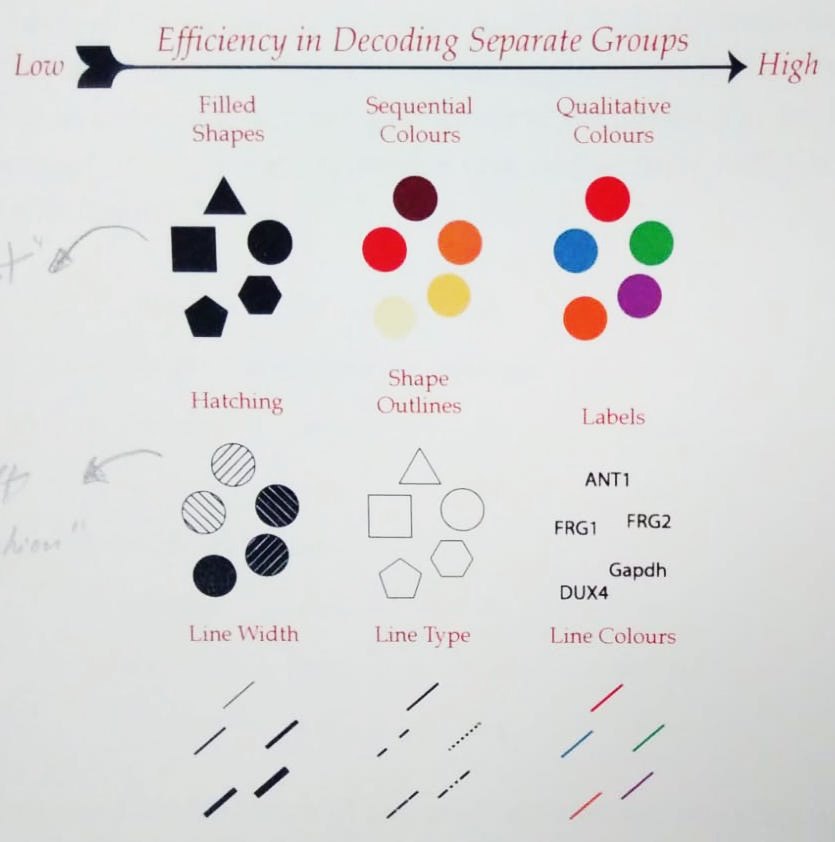 Efficiency in Decoding Separate Groups
Low
High
Filled
Shapes
Sequential
Colours
Qualitative
Colours
Hatching
Shape
Outlines
Labels
ANT1
FRG1
FRG2
Gapdh
DUX4
Line Width
Line Type
Line Colours